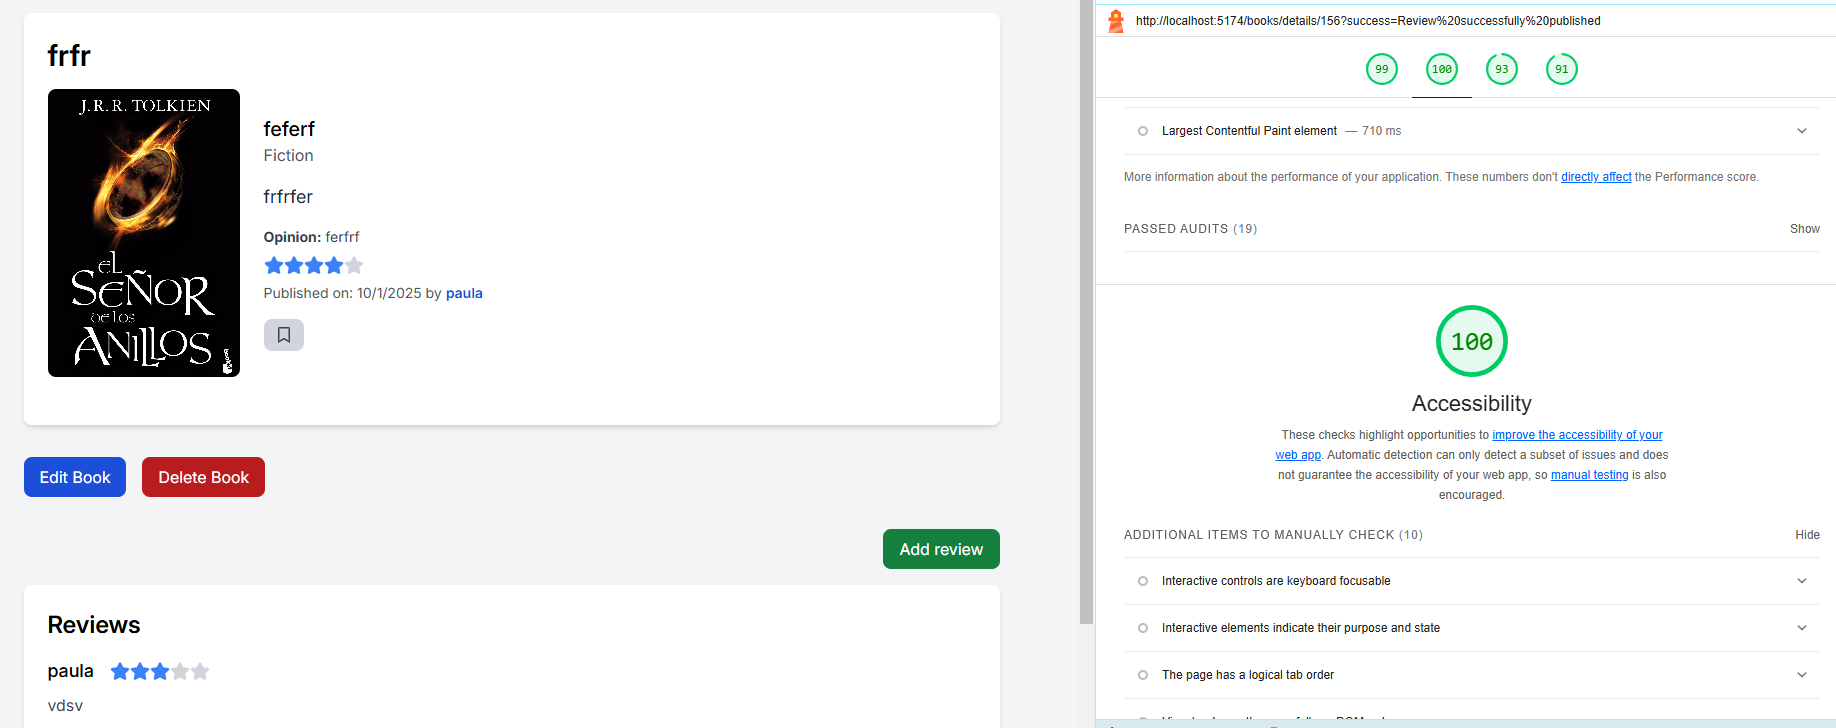 frfr
J.R.R. TOLKIEN
EL
SEÑOR
DE LOS
ANILLOS
Booket
feferf
Fiction
frfrfer
Opinion: ferfrf
Published on: 10/1/2025 by paula
Edit Book
Delete Book
Add review
Reviews
paula
vdsv
http://localhost:5174/books/details/156?success=Review%20successfully%20published
99
100
93
91
Largest Contentful Paint element — 710 ms
More information about the performance of your application. These numbers don't directly affect the Performance score.
PASSED AUDITS (19)
Show
100
Accessibility
These checks highlight opportunities to improve the accessibility of your
web app. Automatic detection can only detect a subset of issues and does
not guarantee the accessibility of your web app, so manual testing is also
encouraged.
ADDITIONAL ITEMS TO MANUALLY CHECK (10)
Hide
Interactive controls are keyboard focusable
Interactive elements indicate their purpose and state
The page has a logical tab order